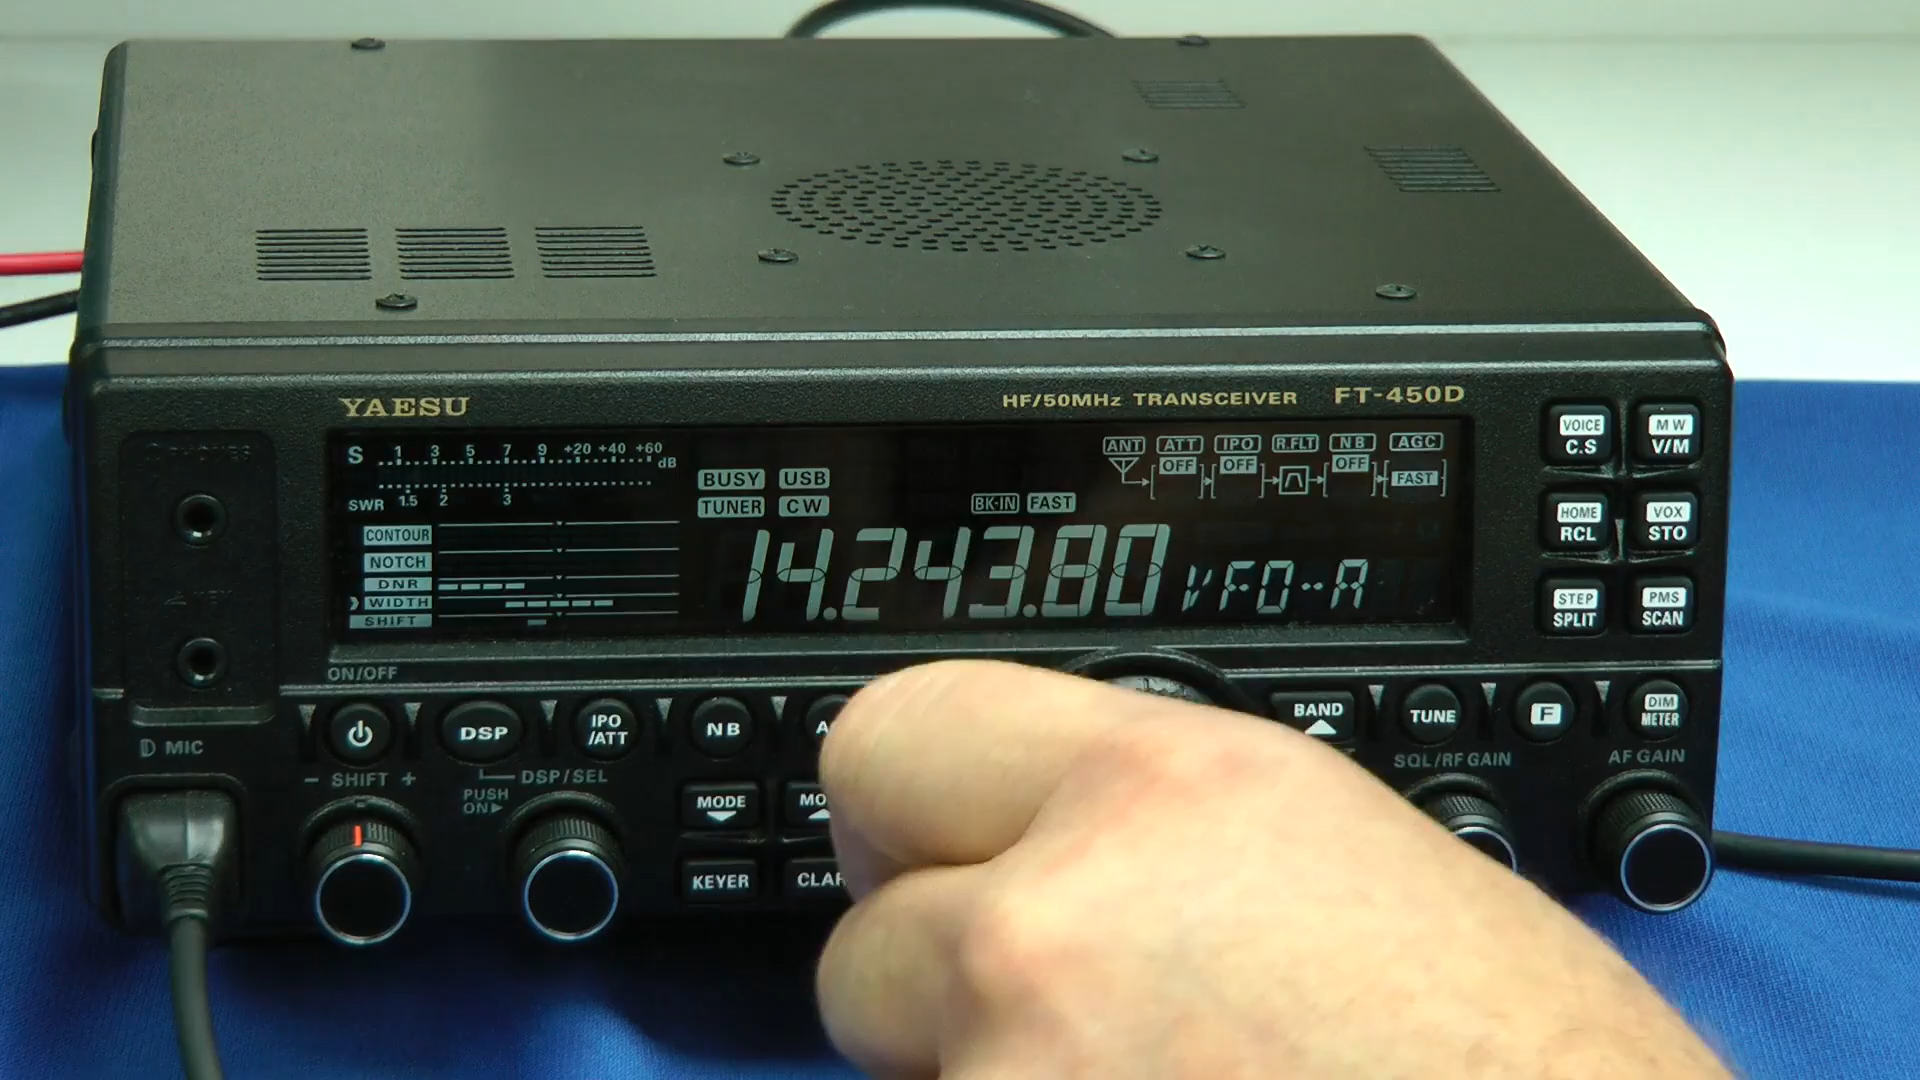 YAESU
HF/50MHz TRANSCEIVER FT-450D
S 1 3 5 7 9 +20 +40 +60 dB
SWR 1.5 2 3
CONTOUR
NOTCH
DNR
WIDTH
SHIFT
BUSY USB
TUNER CW
BK-IN FAST
ANT ATT IPO R.FLT NB AGC
OFF OFF OFF FAST
14.243.80 VFO-A
VOICE C.S
MW V/M
HOME RCL
VOX STO
STEP SPLIT
PMS SCAN
PHONES
KEY
ON/OFF
DSP
IPO /ATT
NB
BAND
TUNE
F
DIM METER
MIC
- SHIFT +
DSP/SEL
PUSH ON
SQL/RF GAIN
AF GAIN
MODE
KEYER